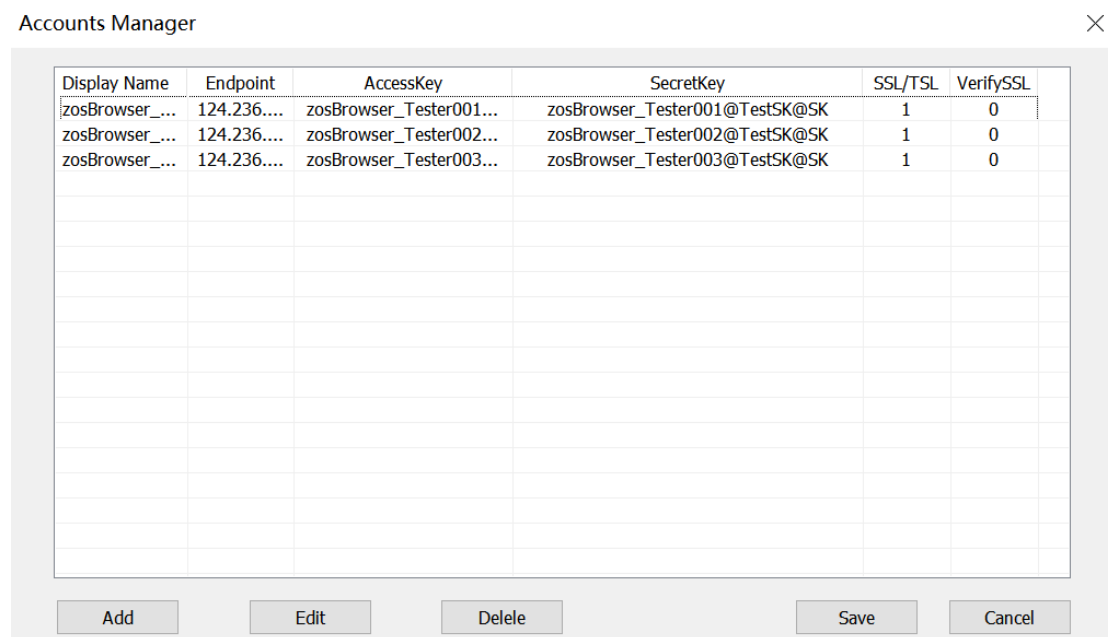 Accounts Manager
Display Name Endpoint AccessKey SecretKey SSL/TSL VerifySSL
zosBrowser_... 124.236.... zosBrowser_Tester001... zosBrowser_Tester001@TestSK@SK 1 0
zosBrowser_... 124.236.... zosBrowser_Tester002... zosBrowser_Tester002@TestSK@SK 1 0
zosBrowser_... 124.236.... zosBrowser_Tester003... zosBrowser_Tester003@TestSK@SK 1 0
Add Edit Delele Save Cancel